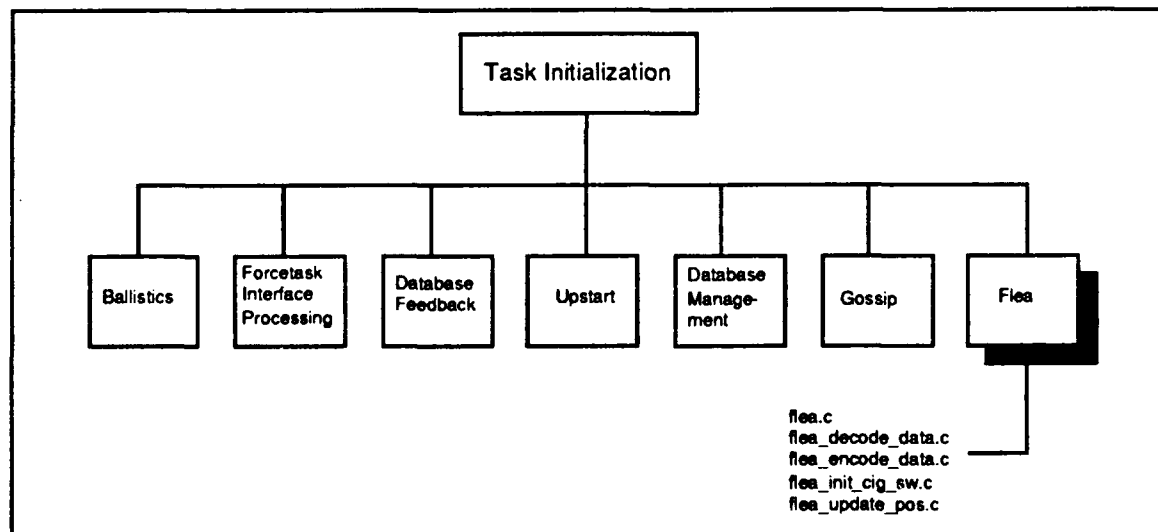 Task Initialization
Ballistics
Forcetask
Interface
Processing
Database
Feedback
Upstart
Database
Manage-
ment
Gossip
Flea
flea.c
flea_decode_data.c
flea_encode_data.c
flea_init_cig_sw.c
flea_update_pos.c